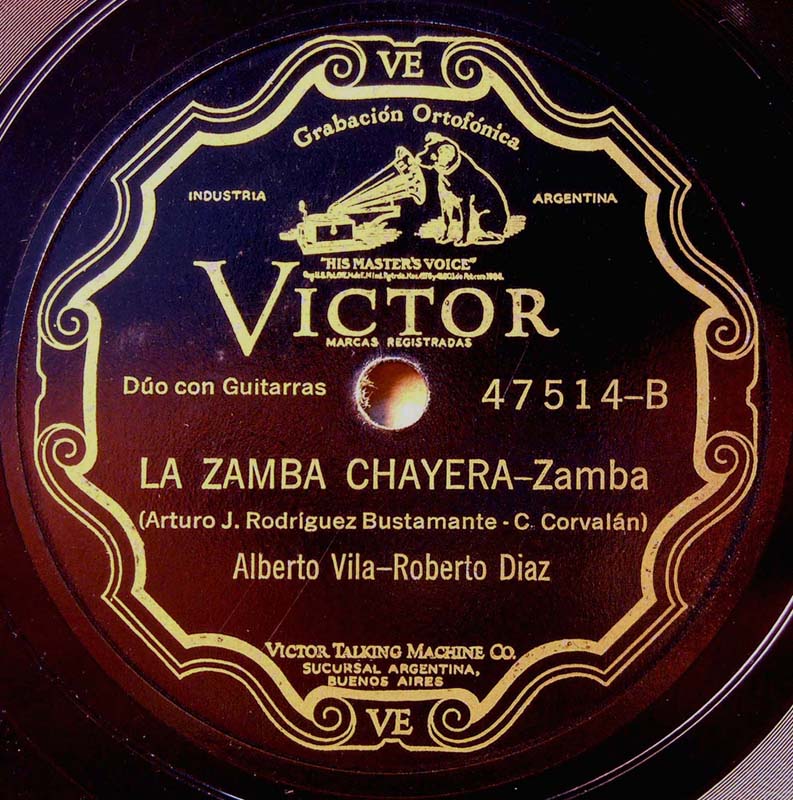 VE
Grabación Ortofónica
INDUSTRIA ARGENTINA
"HIS MASTER'S VOICE"
VICTOR
MARCAS REGISTRADAS
Dúo con Guitarras 47514-B
LA ZAMBA CHAYERA-Zamba
(Arturo J. Rodríguez Bustamante - C. Corvalán)
Alberto Vila-Roberto Diaz
VICTOR TALKING MACHINE CO.
SUCURSAL ARGENTINA,
BUENOS AIRES
VE